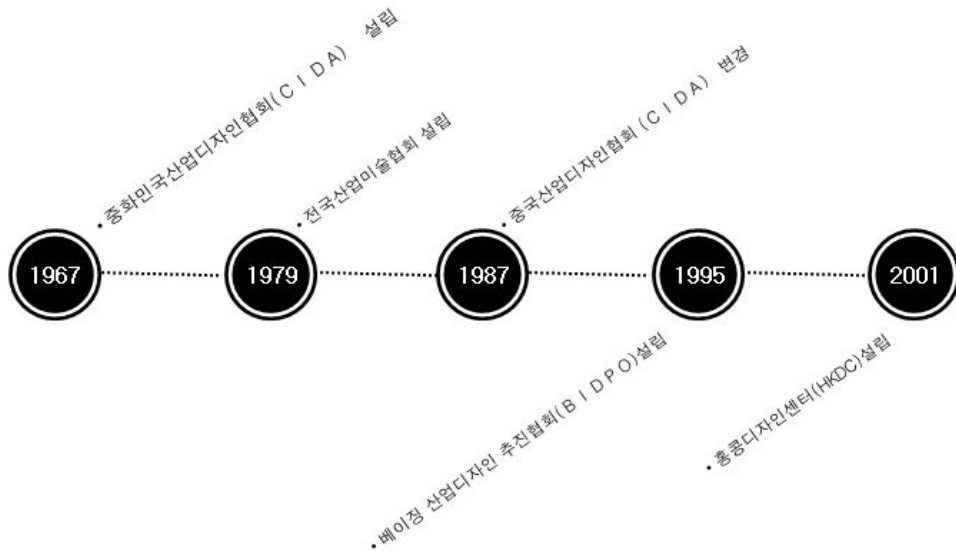 • 중화민국산업디자인협회(CIDA) 설립
• 전국산업미술협회 설립
• 중국산업디자인협회 (CIDA) 변경
1967
1979
1987
1995
2001
• 베이징 산업디자인 추진협회(BIDPO)설립
• 홍콩디자인센터(HKDC)설립